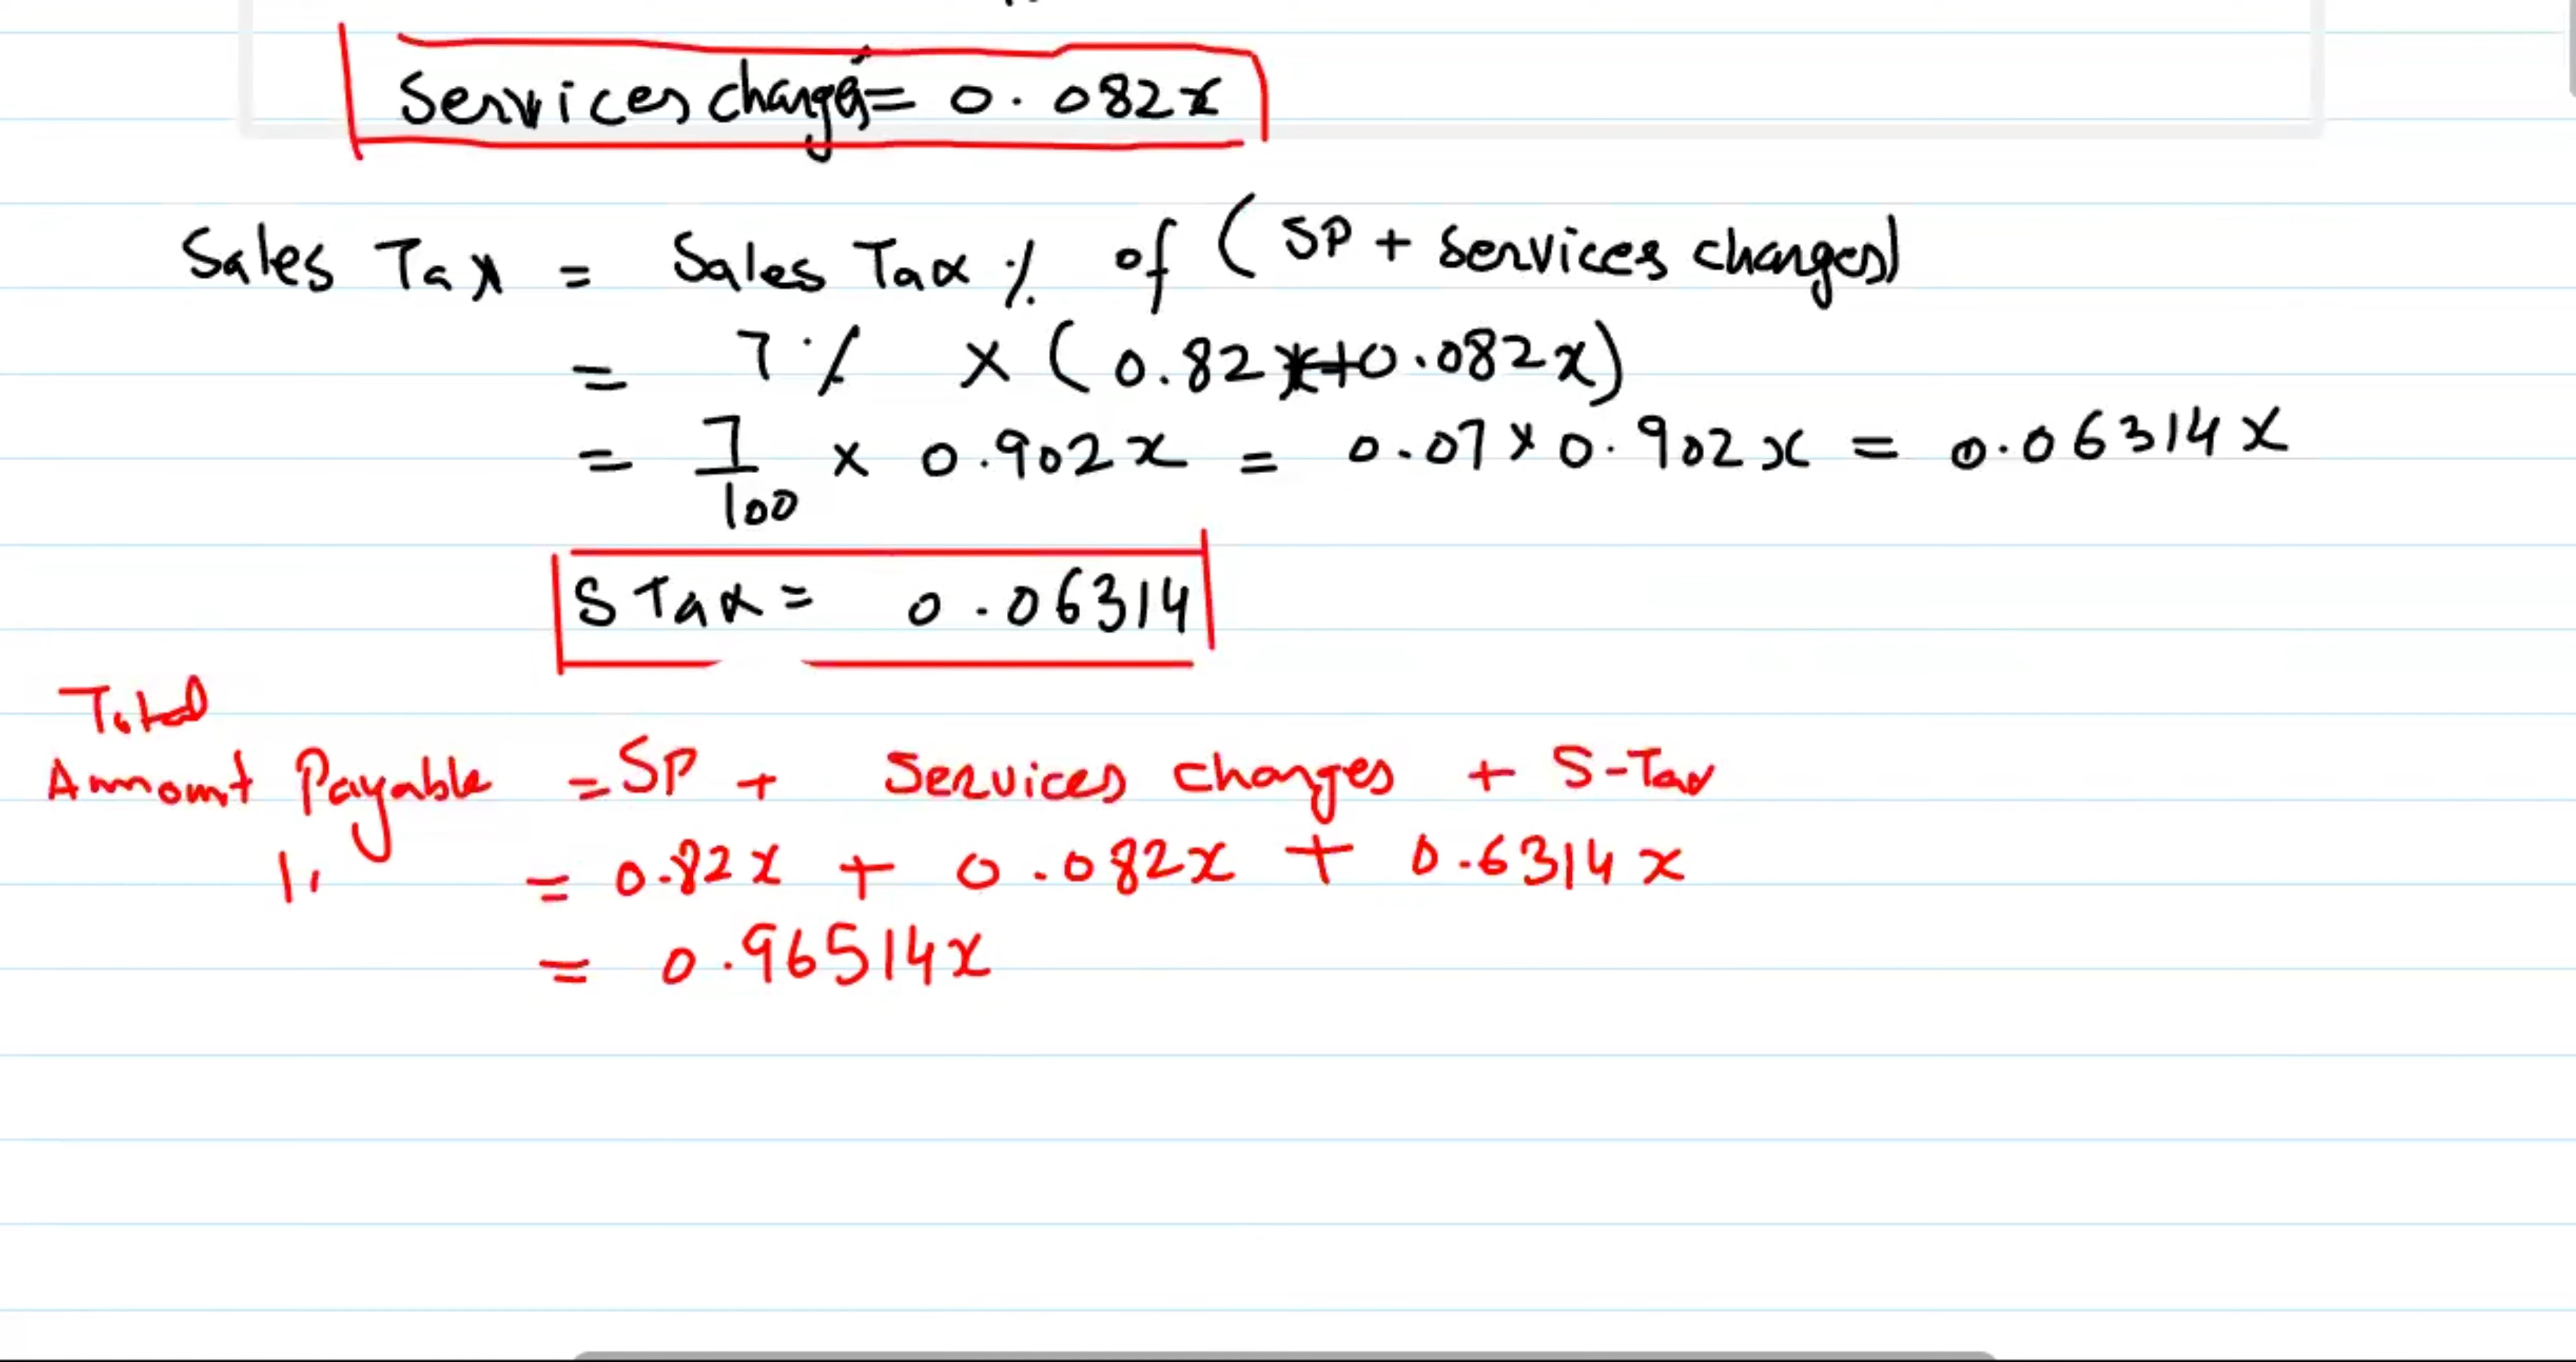 Services charges = 0.082x
Sales Tax = Sales Tax % of (SP + Services charges)
= 7% × (0.82x+0.082x)
= 7/100 × 0.902x = 0.07 × 0.902x = 0.06314x
S Tax = 0.06314
Total
Amount Payable = SP + Services charges + S-Tax
= 0.82x + 0.082x + 0.6314x
= 0.96514x